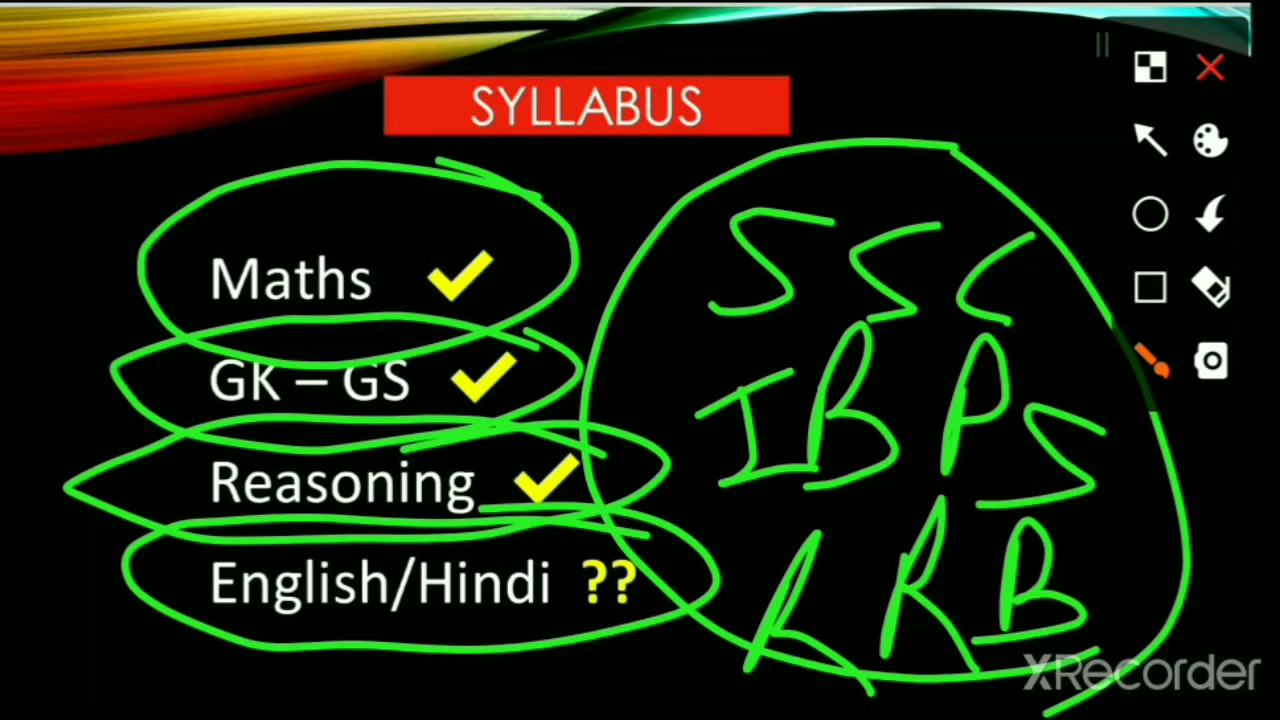 SYLLABUS
Maths ✔
GK – GS ✔
Reasoning ✔
English/Hindi ??
SSC
IBPS
RRB
XRecorder